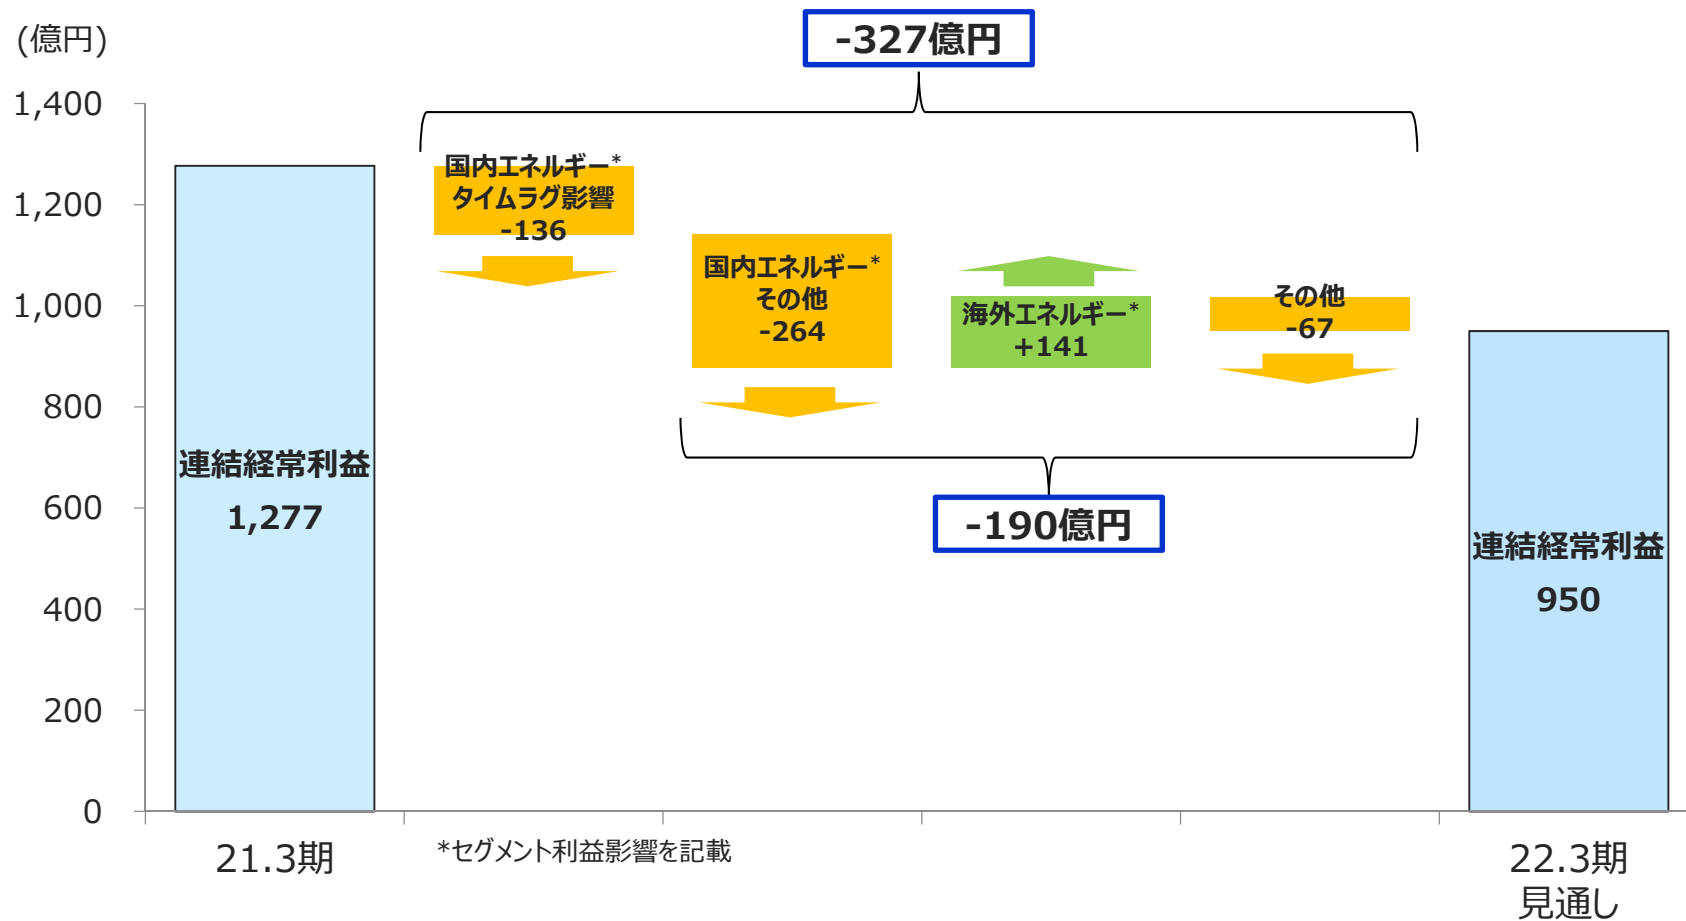 (億円)
-327億円
1,400
1,200
1,000
800
600
400
200
0
連結経常利益
1,277
国内エネルギー*
タイムラグ影響
-136
国内エネルギー*
その他
-264
海外エネルギー*
+141
その他
-67
-190億円
連結経常利益
950
21.3期
*セグメント利益影響を記載
22.3期
見通し